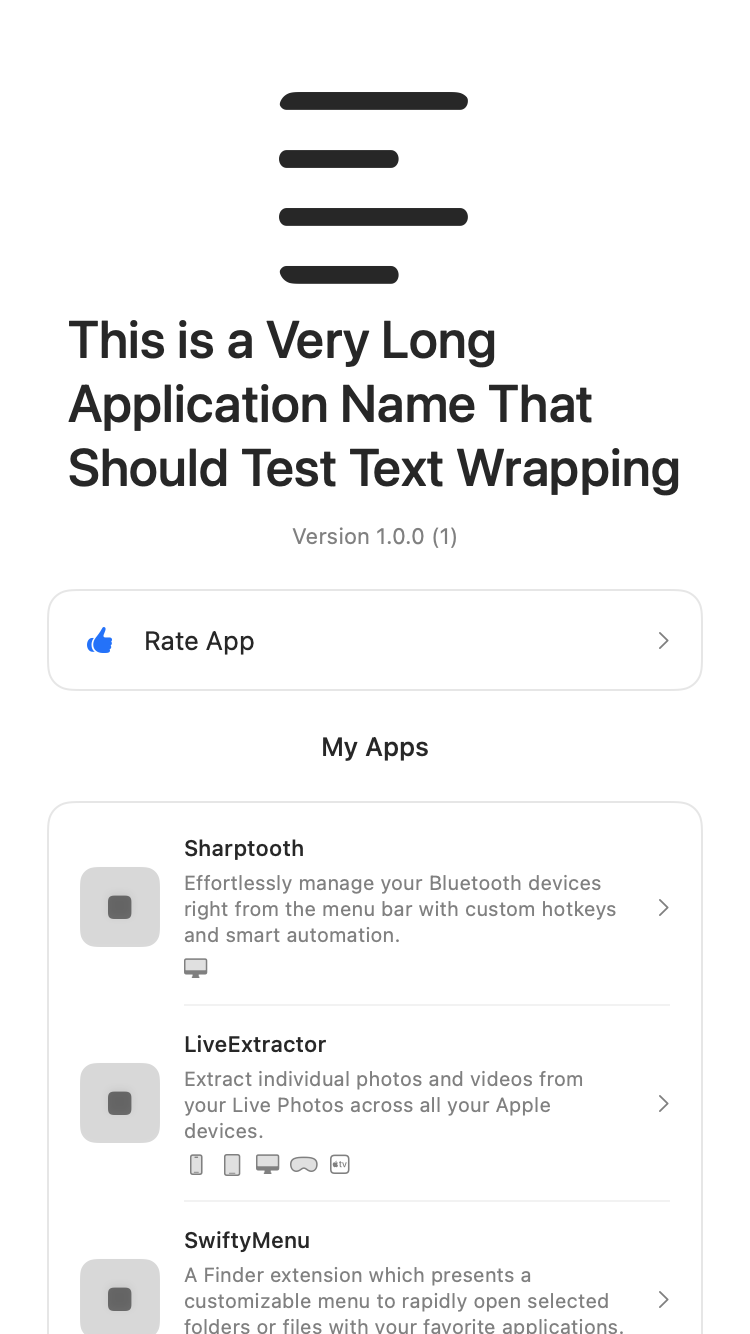 This is a Very Long
Application Name That
Should Test Text Wrapping
Version 1.0.0 (1)
Rate App
My Apps
Sharptooth
Effortlessly manage your Bluetooth devices
right from the menu bar with custom hotkeys
and smart automation.
LiveExtractor
Extract individual photos and videos from
your Live Photos across all your Apple
devices.
tv
SwiftyMenu
A Finder extension which presents a
customizable menu to rapidly open selected
folders or files with your favorite applications.